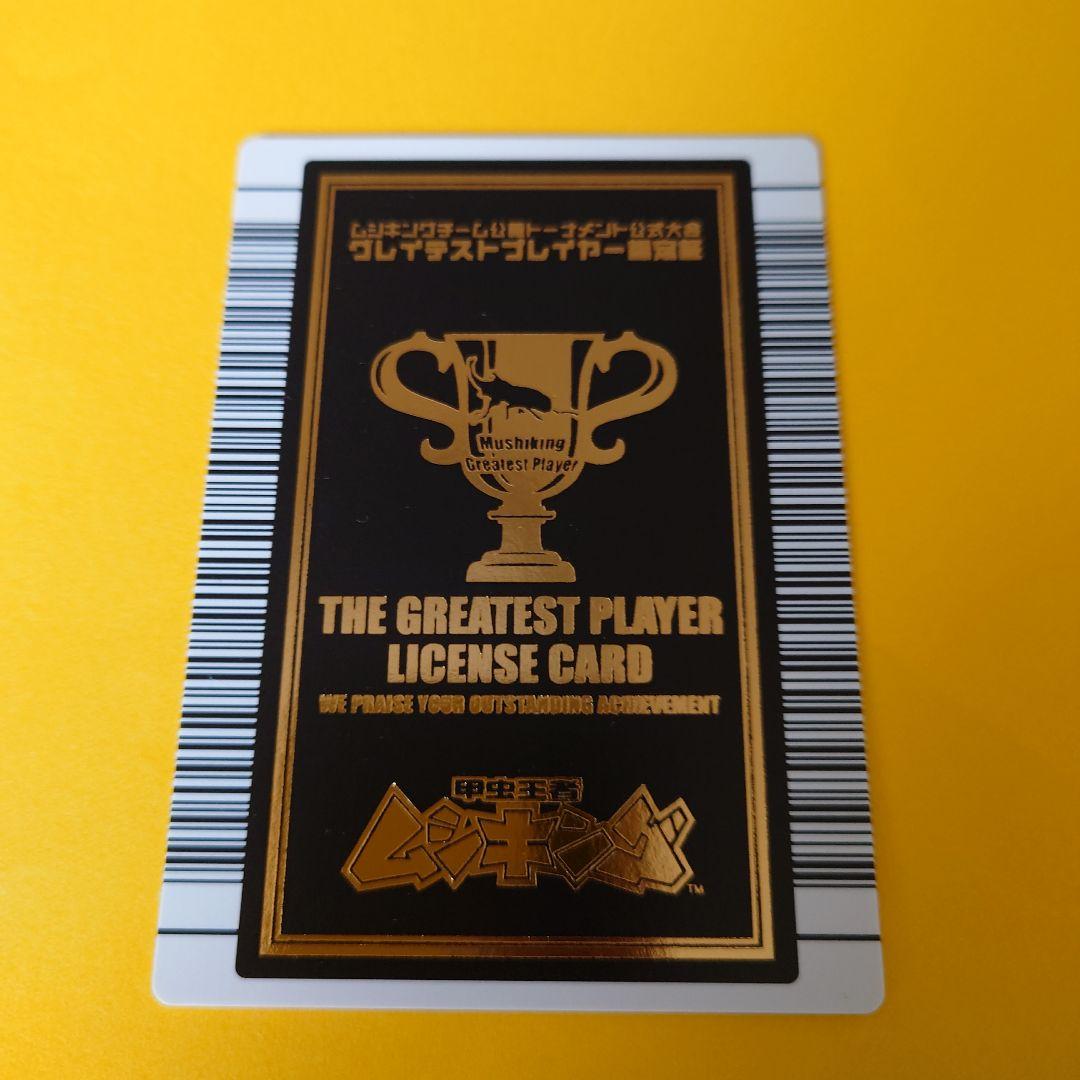 ムシキングチーム公園トーナメント公式大会
グレイテストプレイヤー認定証
Mushiking
Greatest Player
THE GREATEST PLAYER
LICENSE CARD
WE PRAISE YOUR OUTSTANDING ACHIEVEMENT
甲虫王者
ムシキング
TM